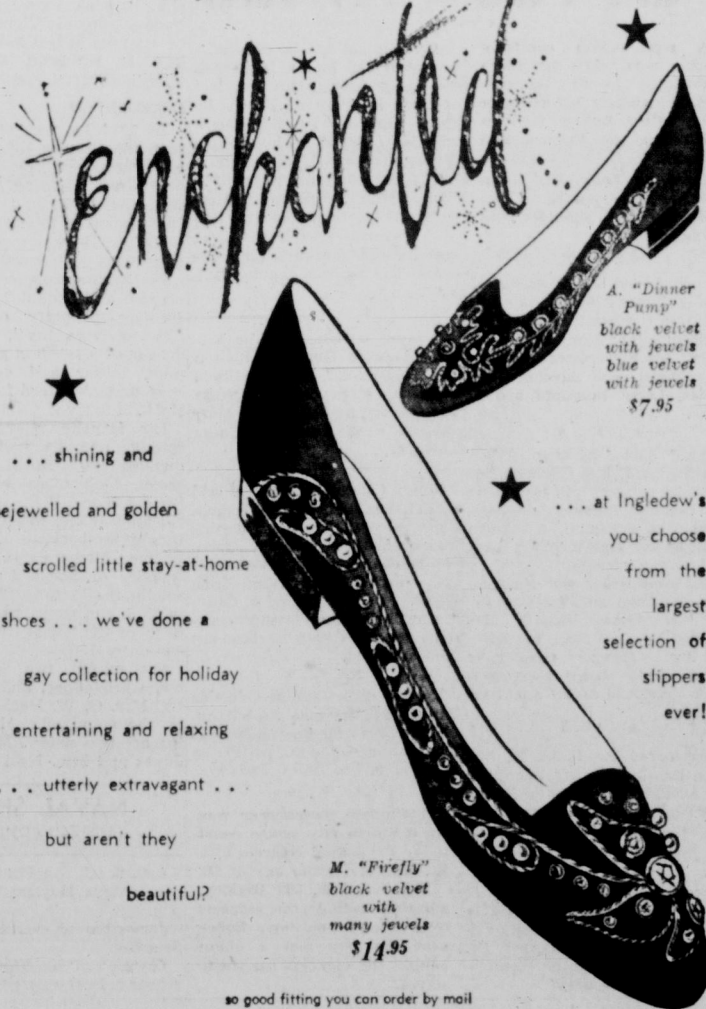 Enchanted
A. "Dinner
Pump"
black velvet
with jewels
blue velvet
with jewels
$7.95
... shining and
ejewelled and golden
scrolled little stay-at-home
shoes ... we've done a
gay collection for holiday
entertaining and relaxing
... utterly extravagant ..
but aren't they
beautiful?
... at Ingledew's
you choose
from the
largest
selection of
slippers
ever!
M. "Firefly"
black velvet
with
many jewels
$14.95
so good fitting you can order by mail